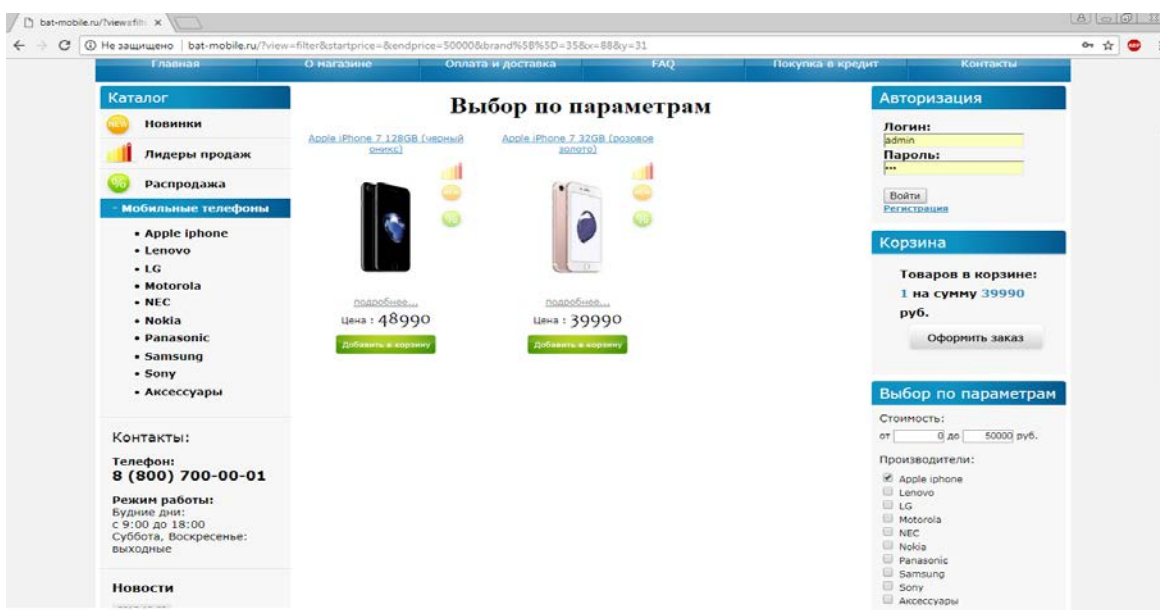 bat-mobile.ru/?view=filt
Не защищено | bat-mobile.ru/?view=filter&startprice=&endprice=50000&brand%5B%5D=35&x=88&y=31
Главная О магазине Оплата и доставка FAQ Покупка в кредит Контакты
Каталог
Новинки
Лидеры продаж
Распродажа
- Мобильные телефоны
• Apple iphone
• Lenovo
• LG
• Motorola
• NEC
• Nokia
• Panasonic
• Samsung
• Sony
• Аксессуары
Контакты:
Телефон:
8 (800) 700-00-01
Режим работы:
Будние дни:
с 9:00 до 18:00
Суббота, Воскресенье:
выходные
Новости
Выбор по параметрам
Apple iPhone 7 128GB (черный
оникс)
NEW
%
подробнее...
Цена : 48990
Добавить в корзину
Apple iPhone 7 32GB (розовое
золото)
NEW
%
подробнее...
Цена : 39990
Добавить в корзину
Авторизация
Логин:
admin
Пароль:
•••
Войти
Регистрация
Корзина
Товаров в корзине:
1 на сумму 39990
руб.
Оформить заказ
Выбор по параметрам
Стоимость:
от 0 до 50000 руб.
Производители:
Apple iphone
Lenovo
LG
Motorola
NEC
Nokia
Panasonic
Samsung
Sony
Аксессуары